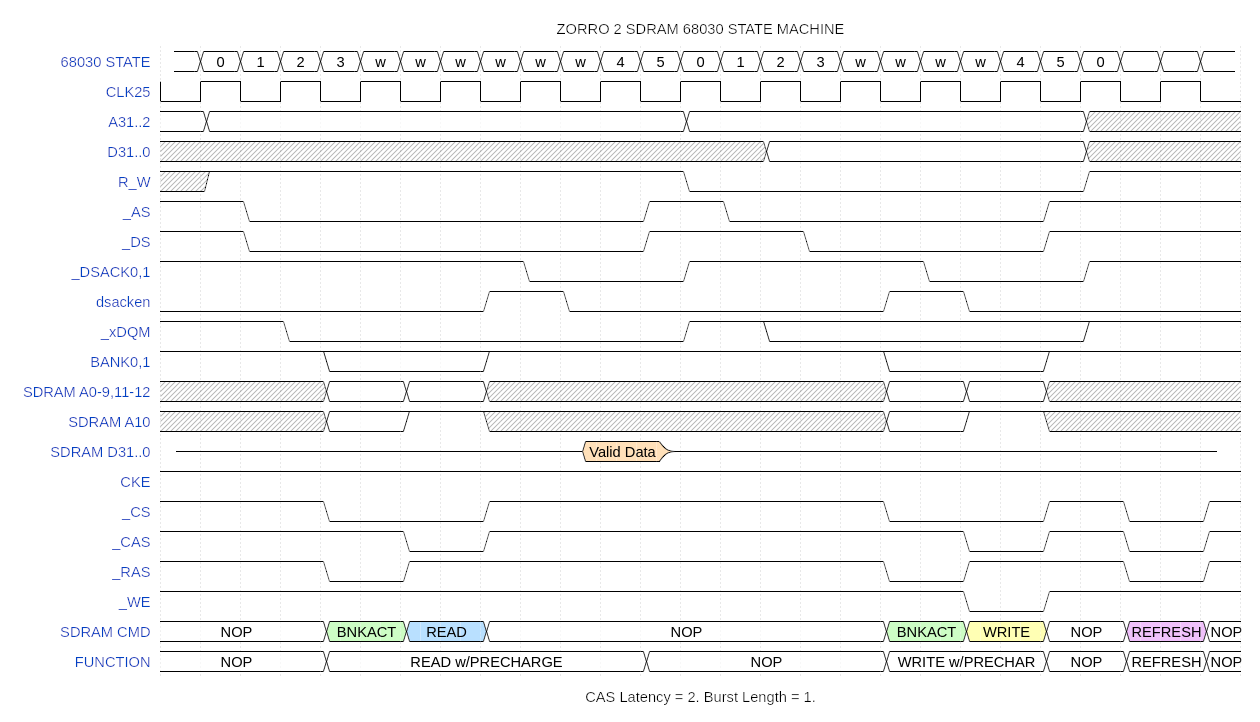 ZORRO 2 SDRAM 68030 STATE MACHINE
68030 STATE 0 1 2 3 w w w w w w 4 5 0 1 2 3 w w w w 4 5 0
CLK25
A31..2
D31..0
R_W
_AS
_DS
_DSACK0,1
dsacken
_xDQM
BANK0,1
SDRAM A0-9,11-12
SDRAM A10
SDRAM D31..0 Valid Data
CKE
_CS
_CAS
_RAS
_WE
SDRAM CMD NOP BNKACT READ NOP BNKACT WRITE NOP REFRESH NOP
FUNCTION NOP READ w/PRECHARGE NOP WRITE w/PRECHAR NOP REFRESH NOP
CAS Latency = 2. Burst Length = 1.